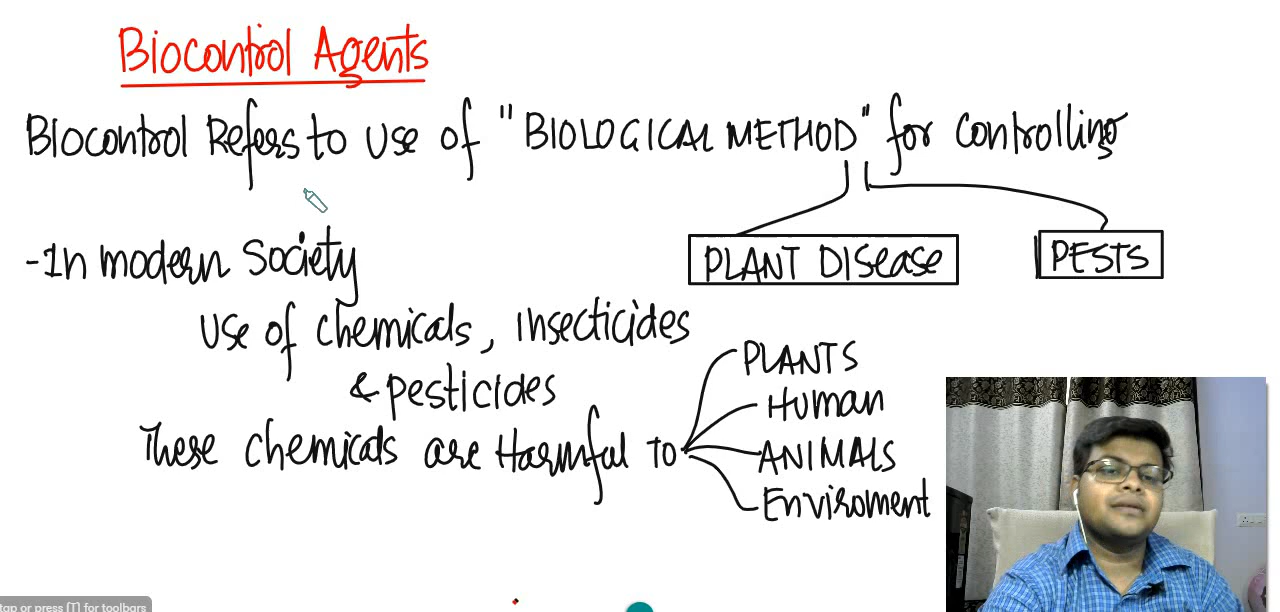 Biocontrol Agents
Biocontrol Refers to use of "BIOLOGICAL METHOD" for controlling
PLANT DISease
PESTS
-In modern Society
Use of chemicals, insecticides
& pesticides
These chemicals are Harmful To
PLANTS
Human
ANIMALS
Enviroment
tap or press [T] for toolbars